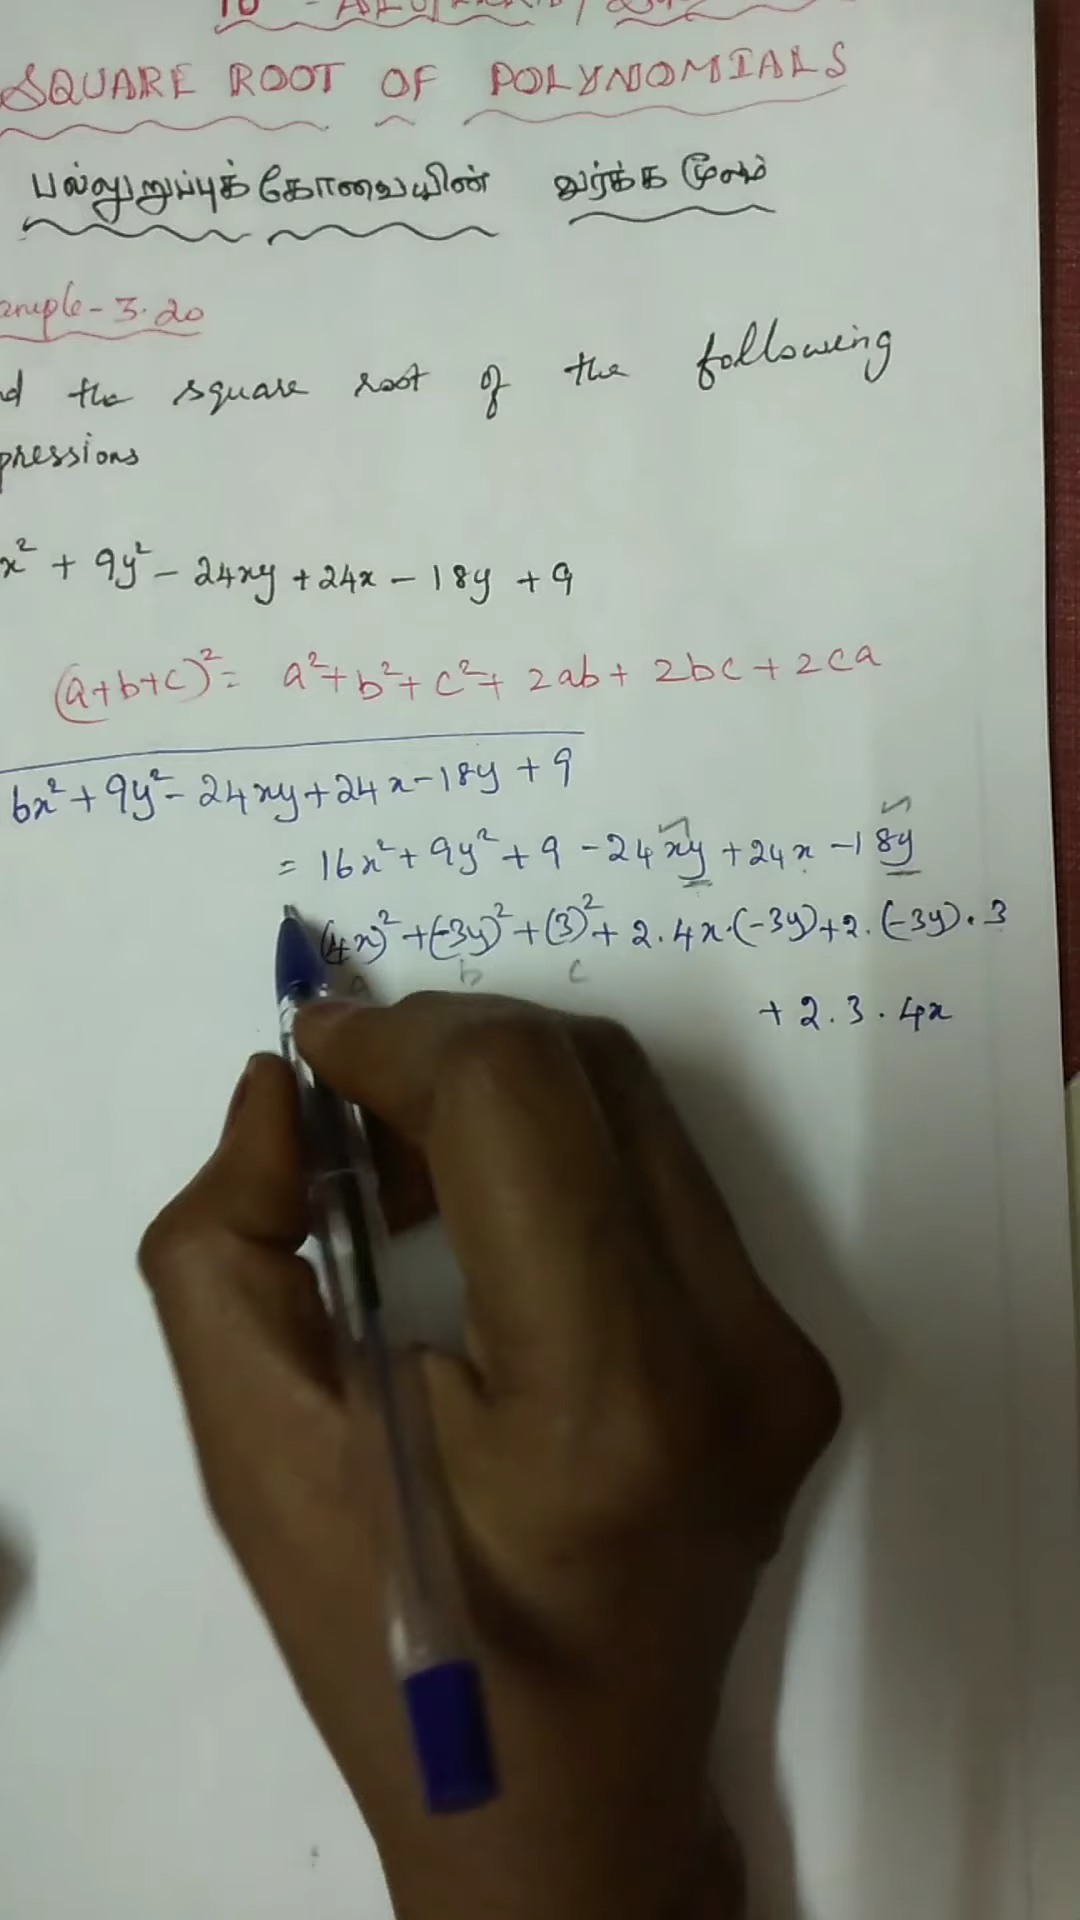 SQUARE ROOT OF POLYNOMIALS
பல்லுறுப்புக்கோவையின் வர்க்க மூலம்
ample - 3.20
d the square root of the following
pressions
x² + 9y² - 24xy + 24x - 18y + 9
(a+b+c)² = a² + b² + c² + 2ab + 2bc + 2ca
6x² + 9y² - 24xy + 24x - 18y + 9
= 16x² + 9y² + 9 - 24xy + 24x - 18y
(4x)² + (-3y)² + (3)² + 2.4x.(-3y) + 2.(-3y).3
a b c
+ 2.3.4x